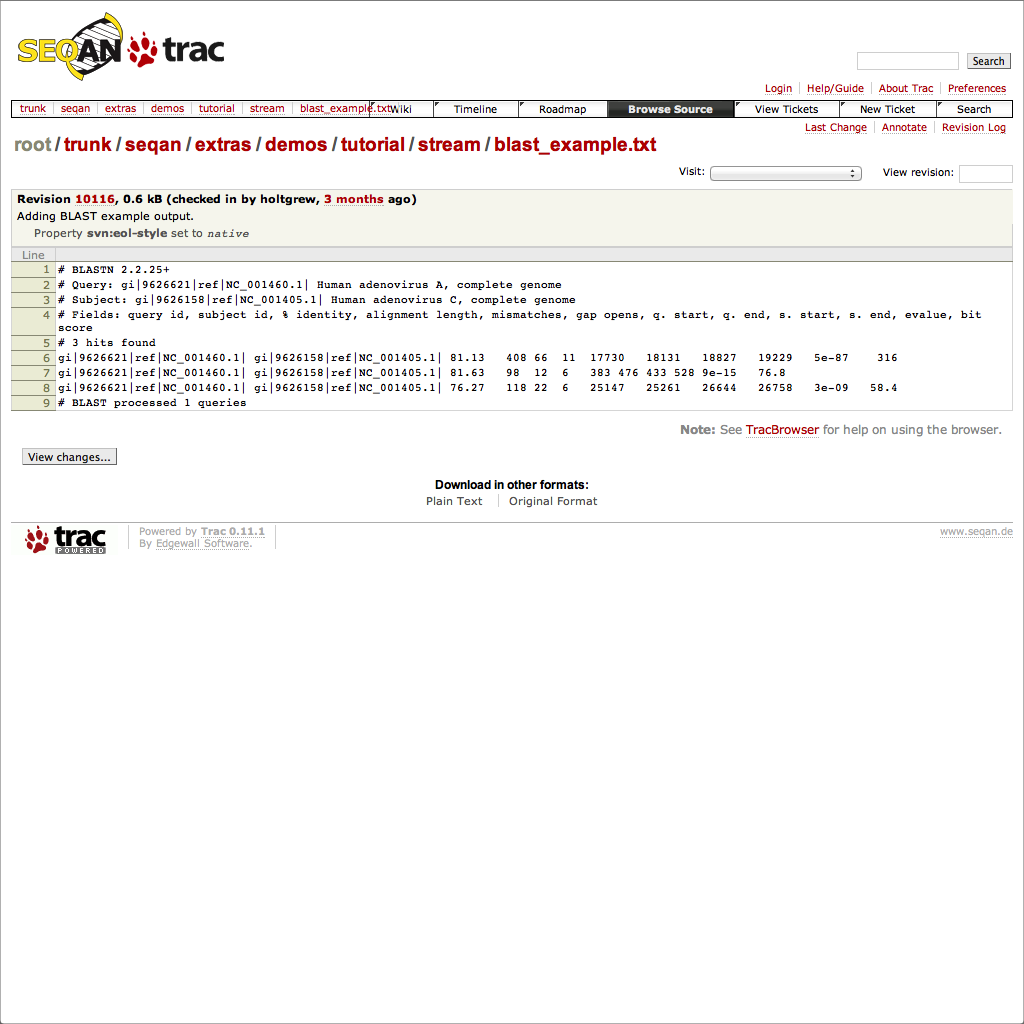 SEQAN trac
Search
Login Help/Guide About Trac Preferences
trunk seqan extras demos tutorial stream blast_example.txt Wiki Timeline Roadmap Browse Source View Tickets New Ticket Search
Last Change Annotate Revision Log
root/trunk/seqan/extras/demos/tutorial/stream/blast_example.txt
Visit: View revision:
Revision 10116, 0.6 kB (checked in by holtgrew, 3 months ago)
Adding BLAST example output.
Property svn:eol-style set to native
Line
1 # BLASTN 2.2.25+
2 # Query: gi|9626621|ref|NC_001460.1| Human adenovirus A, complete genome
3 # Subject: gi|9626158|ref|NC_001405.1| Human adenovirus C, complete genome
4 # Fields: query id, subject id, % identity, alignment length, mismatches, gap opens, q. start, q. end, s. start, s. end, evalue, bit
score
5 # 3 hits found
6 gi|9626621|ref|NC_001460.1| gi|9626158|ref|NC_001405.1| 81.13 408 66 11 17730 18131 18827 19229 5e-87 316
7 gi|9626621|ref|NC_001460.1| gi|9626158|ref|NC_001405.1| 81.63 98 12 6 383 476 433 528 9e-15 76.8
8 gi|9626621|ref|NC_001460.1| gi|9626158|ref|NC_001405.1| 76.27 118 22 6 25147 25261 26644 26758 3e-09 58.4
9 # BLAST processed 1 queries
Note: See TracBrowser for help on using the browser.
View changes...
Download in other formats:
Plain Text Original Format
trac POWERED
Powered by Trac 0.11.1
By Edgewall Software.
www.seqan.de